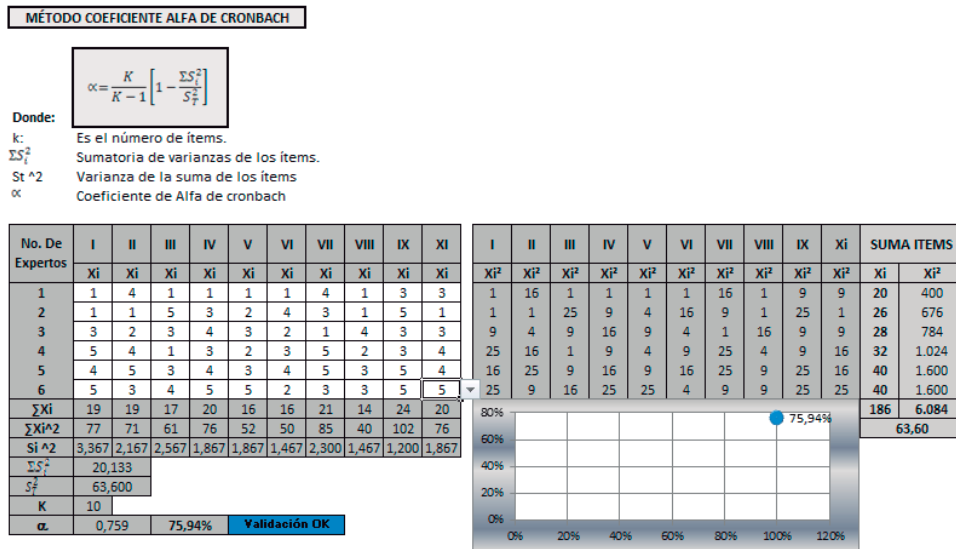 MÉTODO COEFICIENTE ALFA DE CRONBACH
∝= K / K − 1 [1 − ΣS_i^2 / S_T^2]
Donde:
k: Es el número de ítems.
ΣS_i^2 Sumatoria de varianzas de los ítems.
St ^2 Varianza de la suma de los ítems
∝ Coeficiente de Alfa de cronbach
No. De Expertos I II III IV V VI VII VIII IX XI I II III IV V VI VII VIII IX Xi SUMA ITEMS
Xi Xi Xi Xi Xi Xi Xi Xi Xi Xi Xi² Xi² Xi² Xi² Xi² Xi² Xi² Xi² Xi² Xi² Xi Xi²
1 1 4 1 1 1 1 4 1 3 3 1 16 1 1 1 1 16 1 9 9 20 400
2 1 1 5 3 2 4 3 1 5 1 1 1 25 9 4 16 9 1 25 1 26 676
3 3 2 3 4 3 2 1 4 3 3 9 4 9 16 9 4 1 16 9 9 28 784
4 5 4 1 3 2 3 5 2 3 4 25 16 1 9 4 9 25 4 9 16 32 1.024
5 4 5 3 4 3 4 5 3 5 4 16 25 9 16 9 16 25 9 25 16 40 1.600
6 5 3 4 5 5 2 3 3 5 5 25 9 16 25 25 4 9 9 25 25 40 1.600
∑Xi 19 19 17 20 16 16 21 14 24 20 186 6.084
∑Xi^2 77 71 61 76 52 50 85 40 102 76 63,60
Si ^2 3,367 2,167 2,567 1,867 1,867 1,467 2,300 1,467 1,200 1,867
ΣS_i^2 20,133
S_T^2 63,600
K 10
α 0,759 75,94% Validación OK
80%
60%
40%
20%
0%
75,94%
0% 20% 40% 60% 80% 100% 120%